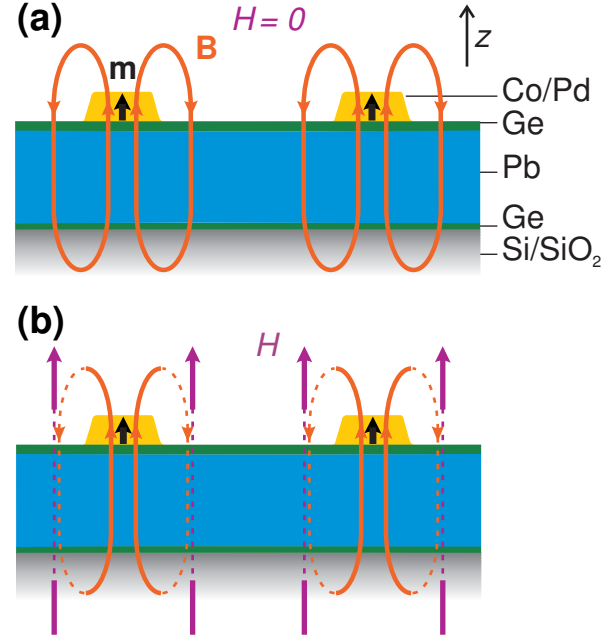 (a)
H = 0
z
B
m
Co/Pd
Ge
Pb
Ge
Si/SiO₂
(b)
H